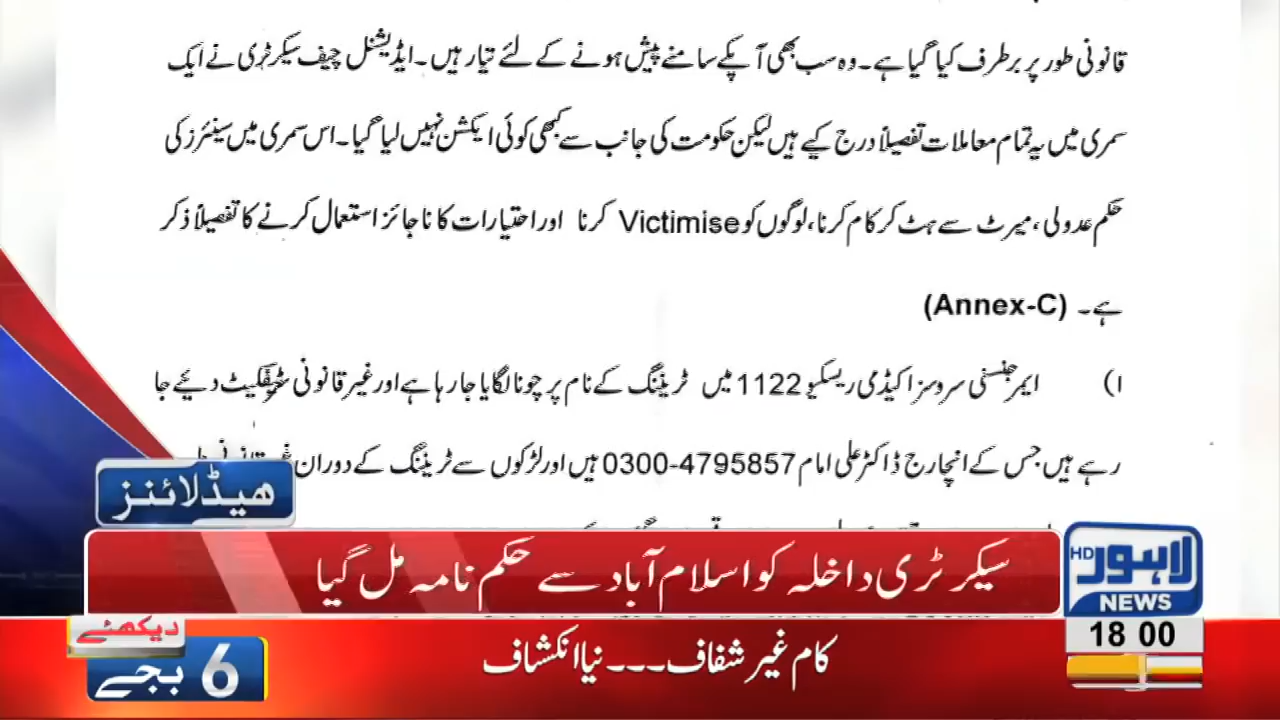 قانونی طور پر برطرف کیا گیا ہے۔ وہ سب بھی آپکے سامنے پیش ہونے کے لئے تیار ہیں۔ ایڈیشنل چیف سیکرٹری نے ایک
سمری میں یہ تمام معاملات تفصیلاً درج کیے ہیں لیکن حکومت کی جانب سے کبھی کوئی ایکشن نہیں لیا گیا۔ اس سمری میں سینئرز کی
حکم عدولی، میرٹ سے ہٹ کر کام کرنا، لوگوں کو Victimise کرنا اور اختیارات کا ناجائز استعمال کرنے کا تفصیلاً ذکر
ہے۔ (Annex-C)
۱) ایمرجنسی سروسز اکیڈمی ریسکیو 1122 میں ٹریننگ کے نام پر چونا لگایا جا رہا ہے اور غیر قانونی سٹیفکیٹ دیئے جا
رہے ہیں جس کے انچارج ڈاکٹر علی امام 0300-4795857 ہیں اور لڑکوں سے ٹریننگ کے دوران
ھیڈلائنز
سیکرٹری داخلہ کو اسلام آباد سے حکم نامہ مل گیا
HD لاہور
NEWS
18 00
دیکھئے
6 بجے
کام غیر شفاف۔۔۔ نیا انکشاف